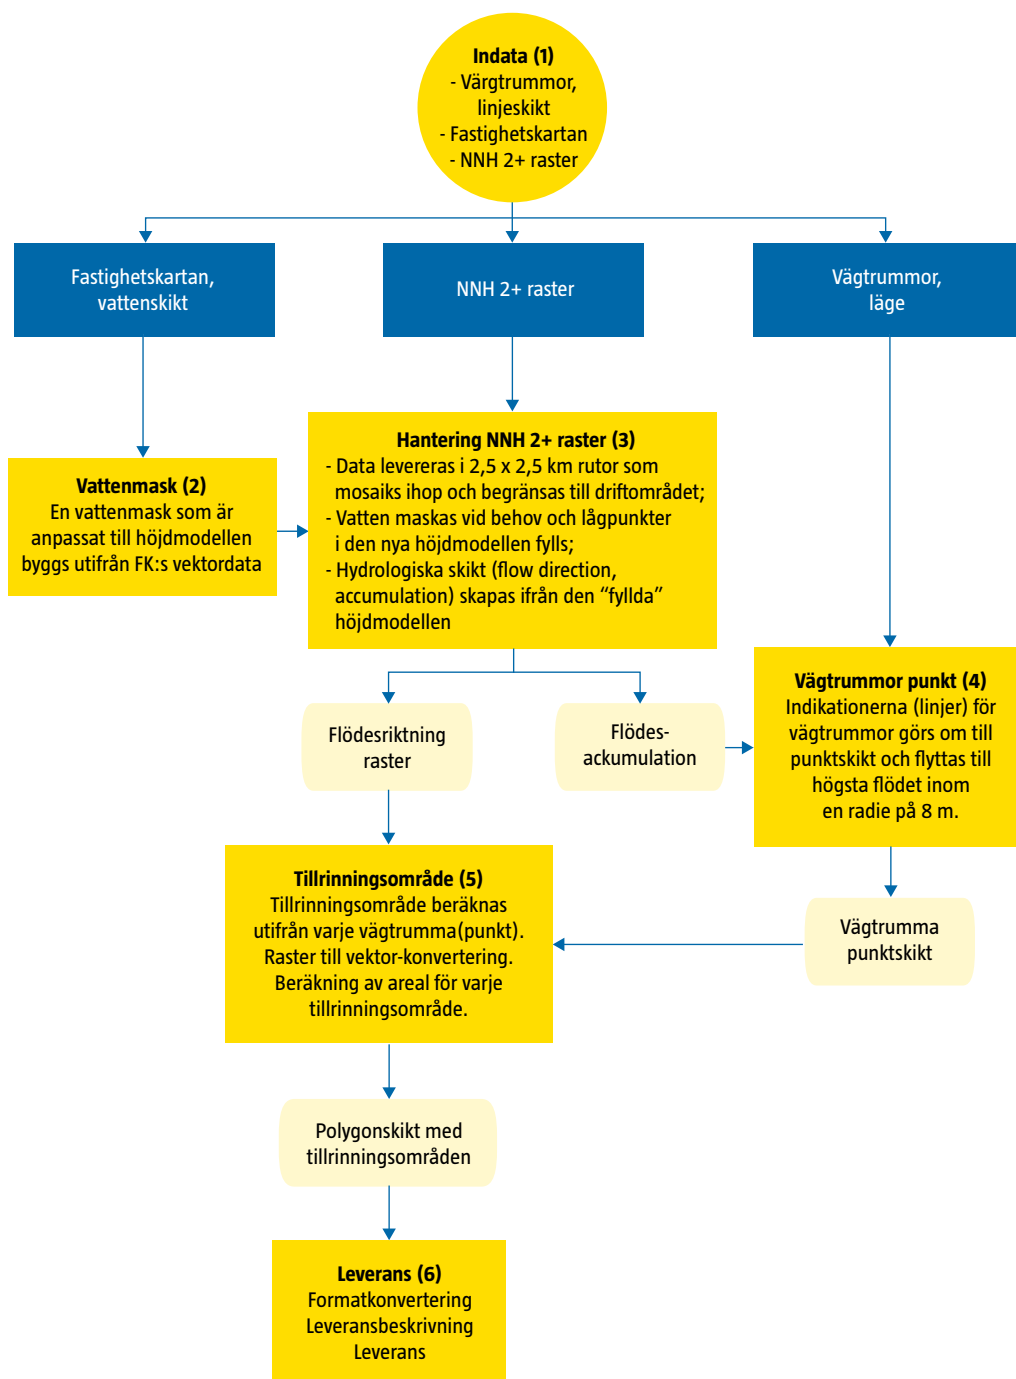 Indata (1)
- Värgtrummor,
linjeskikt
- Fastighetskartan
- NNH 2+ raster
Fastighetskartan,
vattenskikt
NNH 2+ raster
Vägtrummor,
läge
Vattenmask (2)
En vattenmask som är
anpassat till höjdmodellen
byggs utifrån FK:s vektordata
Hantering NNH 2+ raster (3)
- Data levereras i 2,5 x 2,5 km rutor som
mosaiks ihop och begränsas till driftområdet;
- Vatten maskas vid behov och lågpunkter
i den nya höjdmodellen fylls;
- Hydrologiska skikt (flow direction,
accumulation) skapas ifrån den “fyllda”
höjdmodellen
Flödesriktning
raster
Flödes-
ackumulation
Vägtrummor punkt (4)
Indikationerna (linjer) för
vägtrummor görs om till
punktskikt och flyttas till
högsta flödet inom
en radie på 8 m.
Tillrinningsområde (5)
Tillrinningsområde beräknas
utifrån varje vägtrumma(punkt).
Raster till vektor-konvertering.
Beräkning av areal för varje
tillrinningsområde.
Vägtrumma
punktskikt
Polygonskikt med
tillrinningsområden
Leverans (6)
Formatkonvertering
Leveransbeskrivning
Leverans